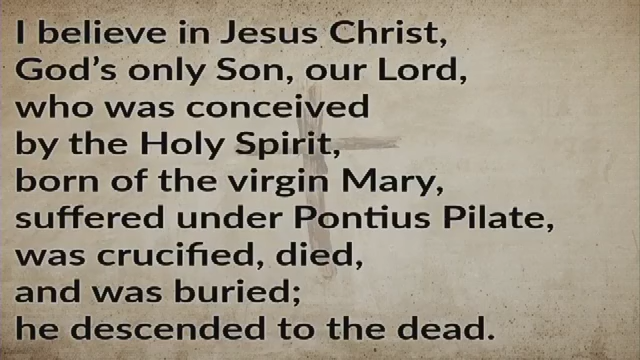 I believe in Jesus Christ,
God’s only Son, our Lord,
who was conceived
by the Holy Spirit,
born of the virgin Mary,
suffered under Pontius Pilate,
was crucified, died,
and was buried;
he descended to the dead.